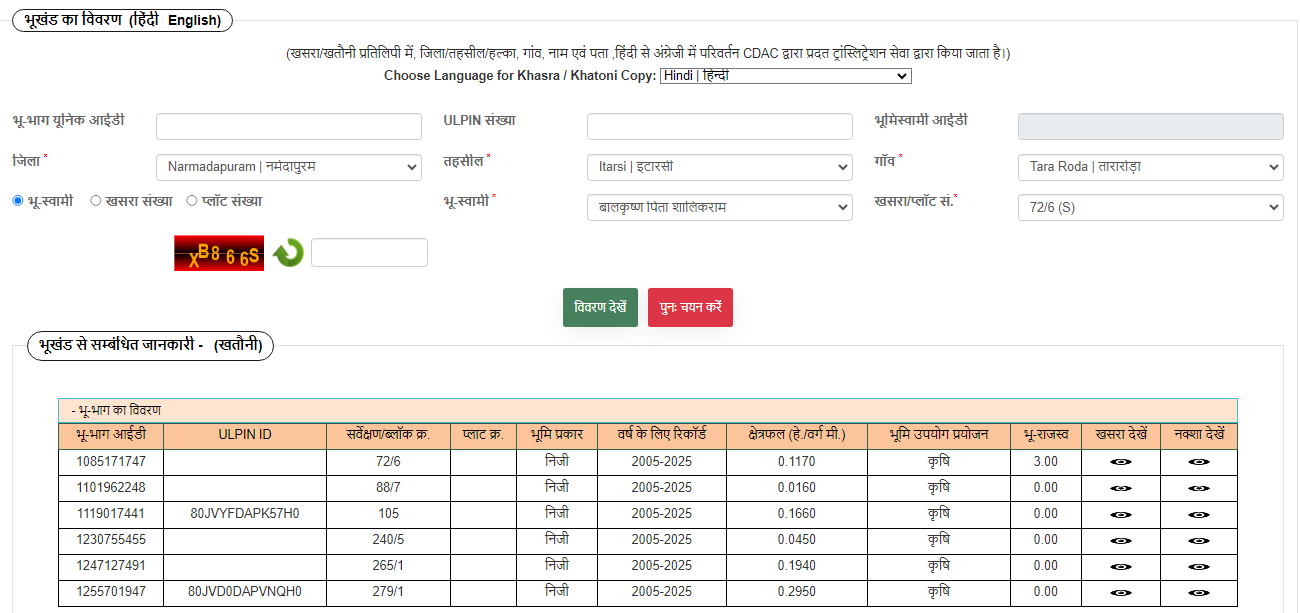 भूखंड का विवरण (हिंदी English)
(खसरा/खतौनी प्रतिलिपी में, जिला/तहसील/हल्का, गांव, नाम एवं पता ,हिंदी से अंग्रेजी में परिवर्तन CDAC द्वारा प्रदत ट्रांस्लिट्रेशन सेवा द्वारा किया जाता है।)
Choose Language for Khasra / Khatoni Copy: Hindi | हिन्दी
भू-भाग यूनिक आईडी ULPIN संख्या भूमिस्वामी आईडी
जिला * Narmadapuram | नर्मदापुरम तहसील * Itarsi | इटारसी गाँव * Tara Roda | तारारोड़ा
भू-स्वामी खसरा संख्या प्लॉट संख्या भू-स्वामी * बालकृष्ण पिता शालिकराम खसरा/प्लॉट सं.* 72/6 (S)
XB866S
विवरण देखें पुनः चयन करें
भूखंड से सम्बंधित जानकारी - (खतौनी)
- भू-भाग का विवरण
भू-भाग आईडी ULPIN ID सर्वेक्षण/ब्लॉक क्र. प्लाट क्र. भूमि प्रकार वर्ष के लिए रिकॉर्ड क्षेत्रफल (हे./वर्ग मी.) भूमि उपयोग प्रयोजन भू-राजस्व खसरा देखें नक्शा देखें
1085171747 72/6 निजी 2005-2025 0.1170 कृषि 3.00
1101962248 88/7 निजी 2005-2025 0.0160 कृषि 0.00
1119017441 80JVYFDAPK57H0 105 निजी 2005-2025 0.1660 कृषि 0.00
1230755455 240/5 निजी 2005-2025 0.0450 कृषि 0.00
1247127491 265/1 निजी 2005-2025 0.1940 कृषि 0.00
1255701947 80JVD0DAPVNQH0 279/1 निजी 2005-2025 0.2950 कृषि 0.00